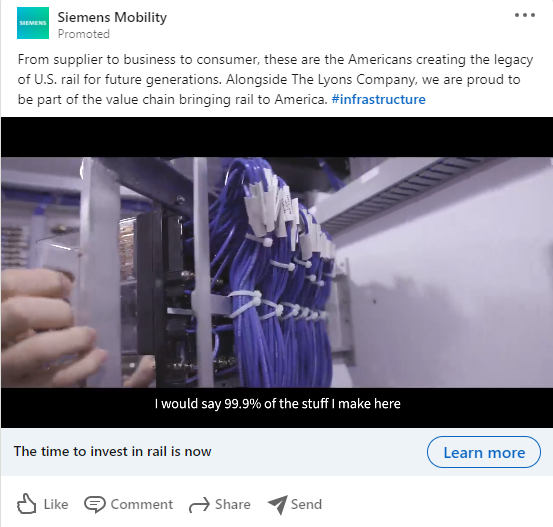 SIEMENS
Siemens Mobility
Promoted
From supplier to business to consumer, these are the Americans creating the legacy
of U.S. rail for future generations. Alongside The Lyons Company, we are proud to
be part of the value chain bringing rail to America. #infrastructure
I would say 99.9% of the stuff I make here
The time to invest in rail is now
Learn more
Like
Comment
Share
Send